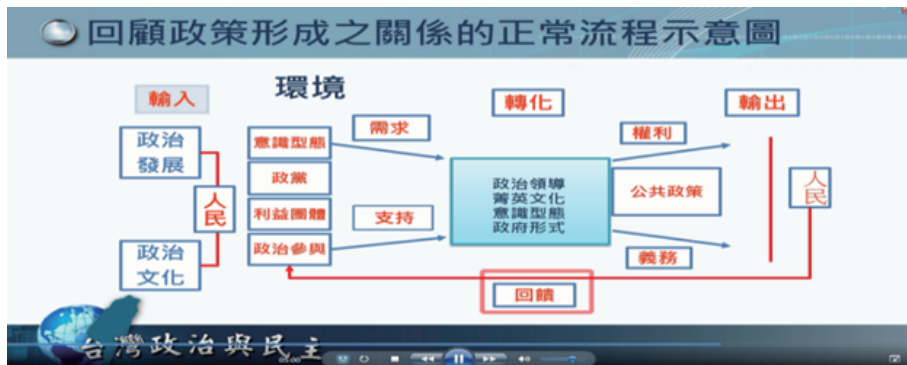 回顧政策形成之關係的正常流程示意圖
環境
輸入
轉化
輸出
政治
發展
人民
政治
文化
意識型態
政黨
利益團體
政治參與
需求
支持
政治領導
菁英文化
意識型態
政府形式
權利
公共政策
義務
人民
回饋
台灣政治與民主
05:00